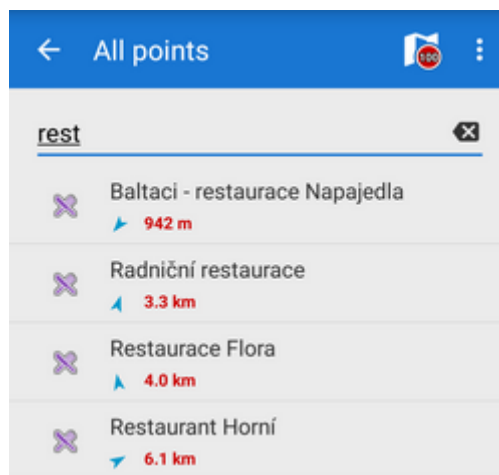 All points
100
rest
Baltaci - restaurace Napajedla
942 m
Radniční restaurace
3.3 km
Restaurace Flora
4.0 km
Restaurant Horní
6.1 km